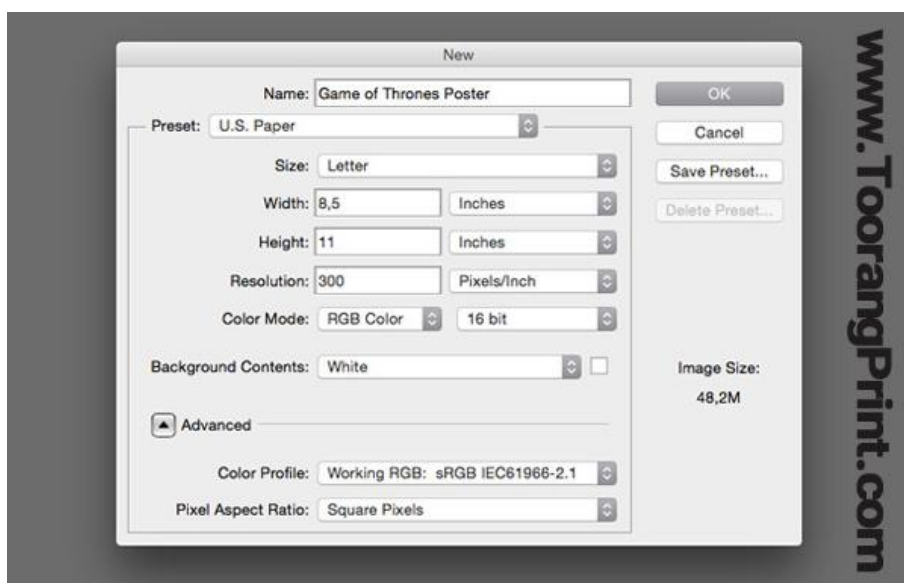 New
Name: Game of Thrones Poster
OK
Preset: U.S. Paper
Cancel
Size: Letter
Save Preset...
Width: 8,5 Inches
Delete Preset...
Height: 11 Inches
Resolution: 300 Pixels/Inch
Color Mode: RGB Color 16 bit
Background Contents: White
Image Size:
48,2M
Advanced
Color Profile: Working RGB: sRGB IEC61966-2.1
Pixel Aspect Ratio: Square Pixels
www.ToorangPrint.com